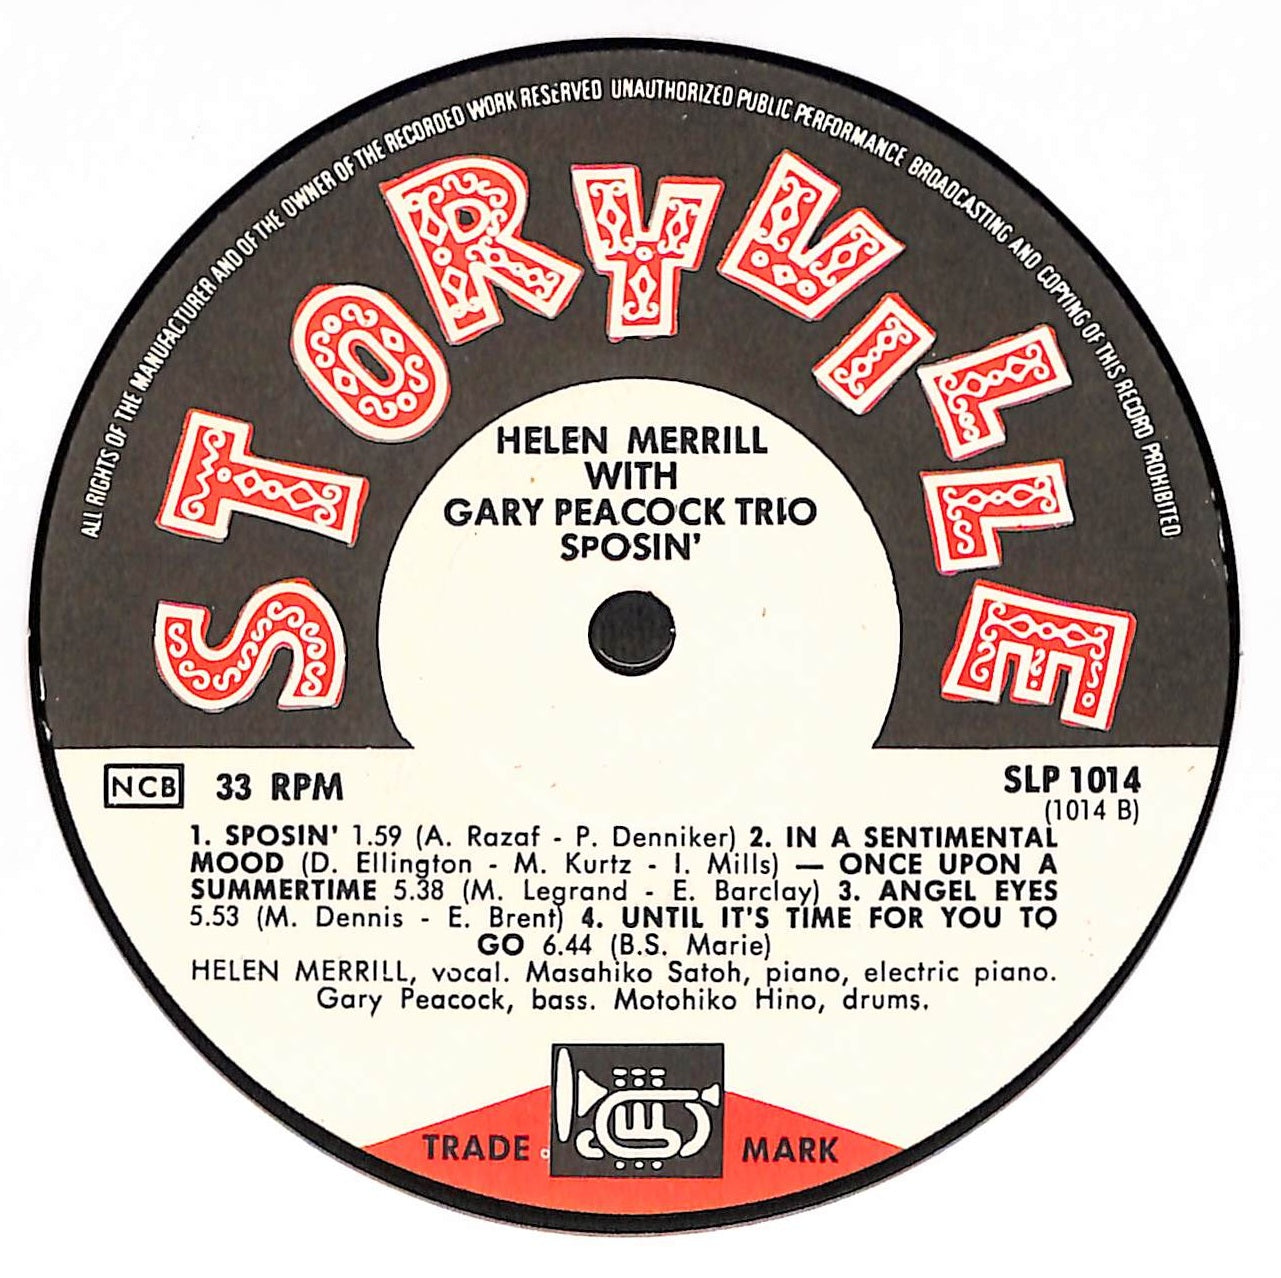 ALL RIGHTS OF THE MANUFACTURER AND OF THE OWNER OF THE RECORDED WORK RESERVED UNAUTHORIZED PUBLIC PERFORMANCE BROADCASTING AND COPYING OF THIS RECORD PROHIBITED
STORYVILLE
HELEN MERRILL
WITH
GARY PEACOCK TRIO
SPOSIN'
NCB 33 RPM
SLP 1014
(1014 B)
1. SPOSIN' 1.59 (A. Razaf - P. Denniker) 2. IN A SENTIMENTAL
MOOD (D. Ellington - M. Kurtz - I. Mills) — ONCE UPON A
SUMMERTIME 5.38 (M. Legrand - E. Barclay) 3. ANGEL EYES
5.53 (M. Dennis - E. Brent) 4. UNTIL IT'S TIME FOR YOU TO
GO 6.44 (B.S. Marie)
HELEN MERRILL, vocal. Masahiko Satoh, piano, electric piano.
Gary Peacock, bass. Motohiko Hino, drums.
TRADE MARK